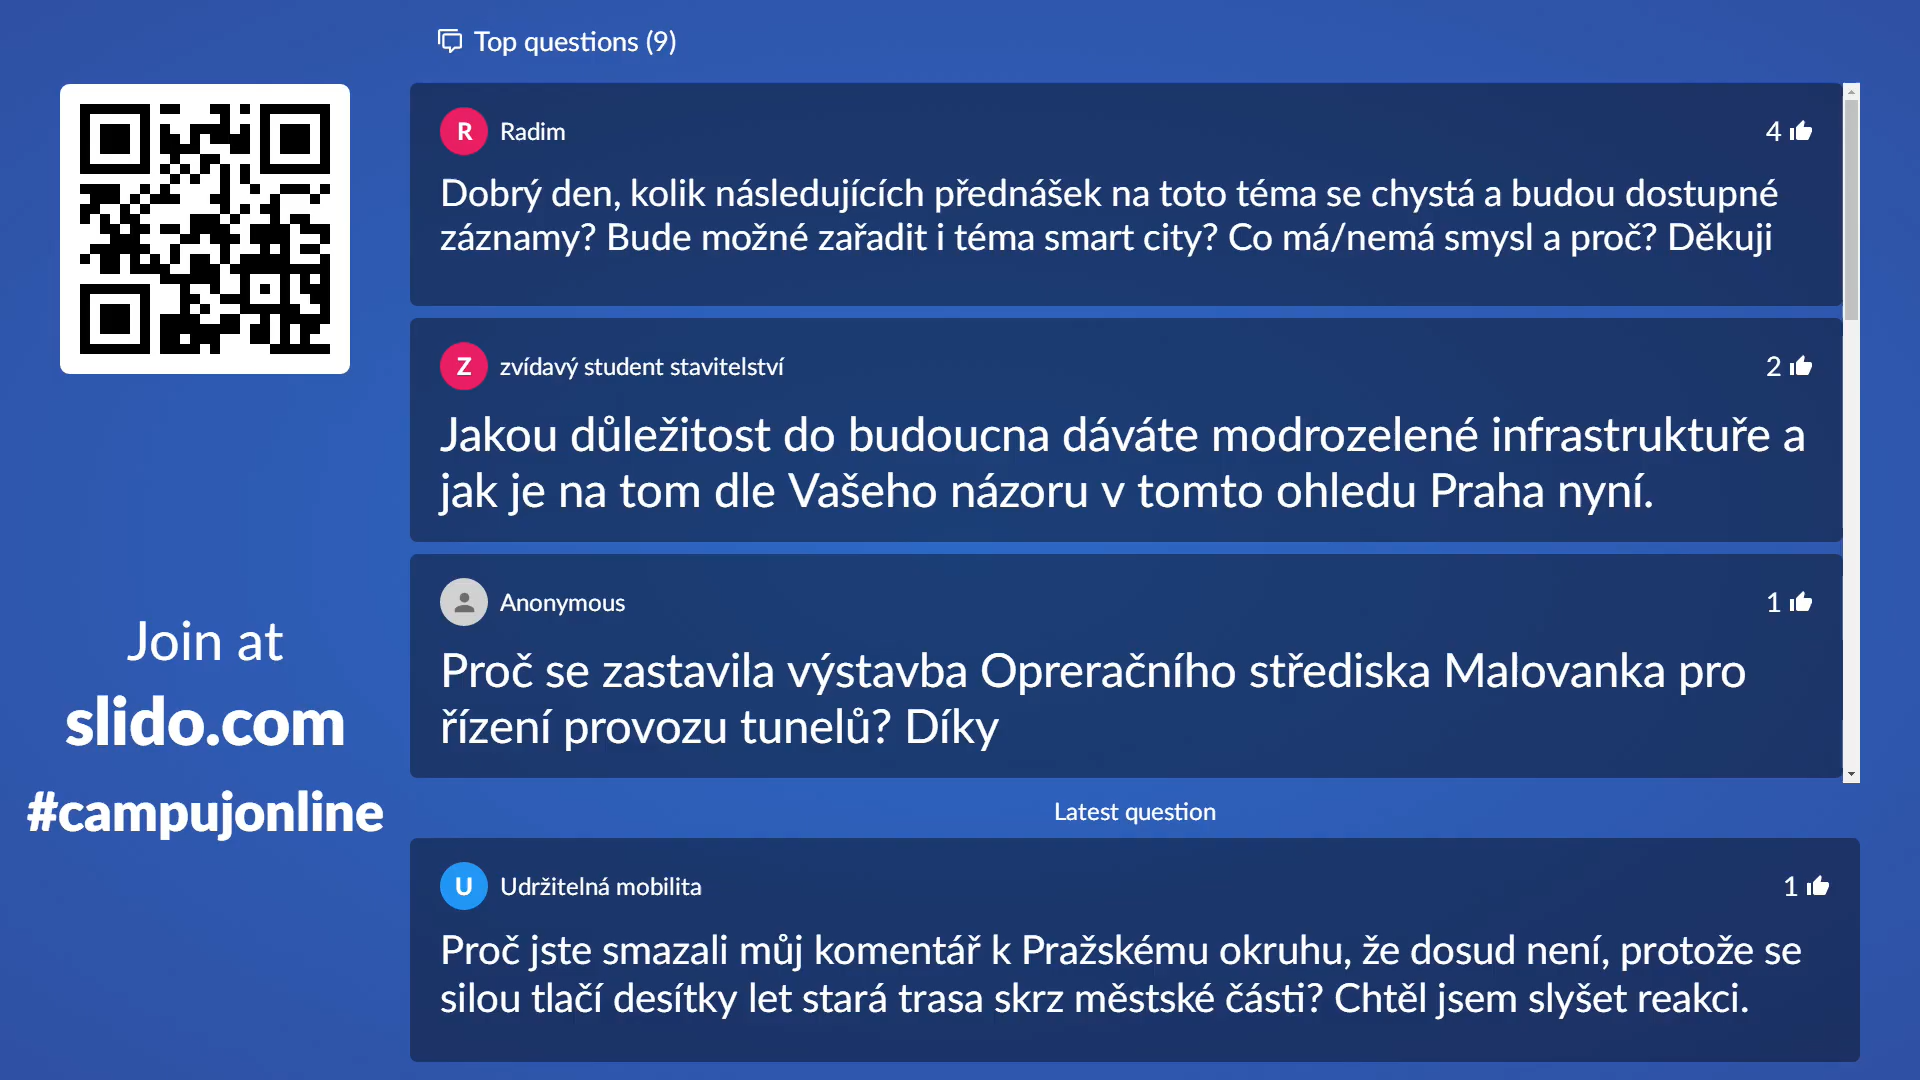 Top questions (9)
R Radim 4
Dobrý den, kolik následujících přednášek na toto téma se chystá a budou dostupné
záznamy? Bude možné zařadit i téma smart city? Co má/nemá smysl a proč? Děkuji
Z zvídavý student stavitelství 2
Jakou důležitost do budoucna dáváte modrozelené infrastruktuře a
jak je na tom dle Vašeho názoru v tomto ohledu Praha nyní.
Anonymous 1
Proč se zastavila výstavba Opreračního střediska Malovanka pro
řízení provozu tunelů? Díky
Join at
slido.com
#campujonline
Latest question
U Udržitelná mobilita 1
Proč jste smazali můj komentář k Pražskému okruhu, že dosud není, protože se
silou tlačí desítky let stará trasa skrz městské části? Chtěl jsem slyšet reakci.